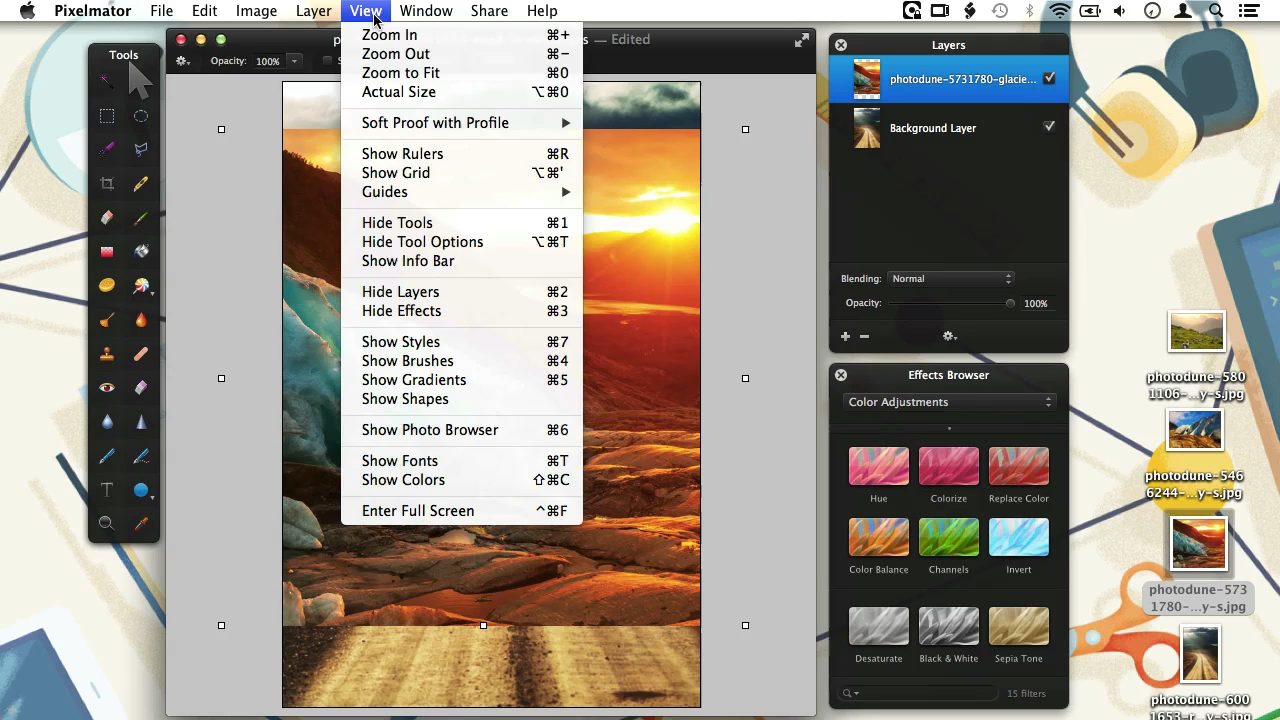 Pixelmator File Edit Image Layer View Window Share Help
Tools
— Edited
Opacity: 100%
Zoom In ⌘+
Zoom Out ⌘−
Zoom to Fit ⌘0
Actual Size ⌥⌘0
Soft Proof with Profile
Show Rulers ⌘R
Show Grid ⌥⌘'
Guides
Hide Tools ⌘1
Hide Tool Options ⌥⌘T
Show Info Bar
Hide Layers ⌘2
Hide Effects ⌘3
Show Styles ⌘7
Show Brushes ⌘4
Show Gradients ⌘5
Show Shapes
Show Photo Browser ⌘6
Show Fonts ⌘T
Show Colors ⇧⌘C
Enter Full Screen ^⌘F
Layers
photodune-5731780-glacie...
Background Layer
Blending: Normal
Opacity: 100%
Effects Browser
Color Adjustments
Hue Colorize Replace Color
Color Balance Channels Invert
Desaturate Black & White Sepia Tone
15 filters
photodune-580
1106-...y-s.jpg
photodune-546
6244-...y-s.jpg
photodune-573
1780-...y-s.jpg
photodune-600
1653-r...y-s.jpg